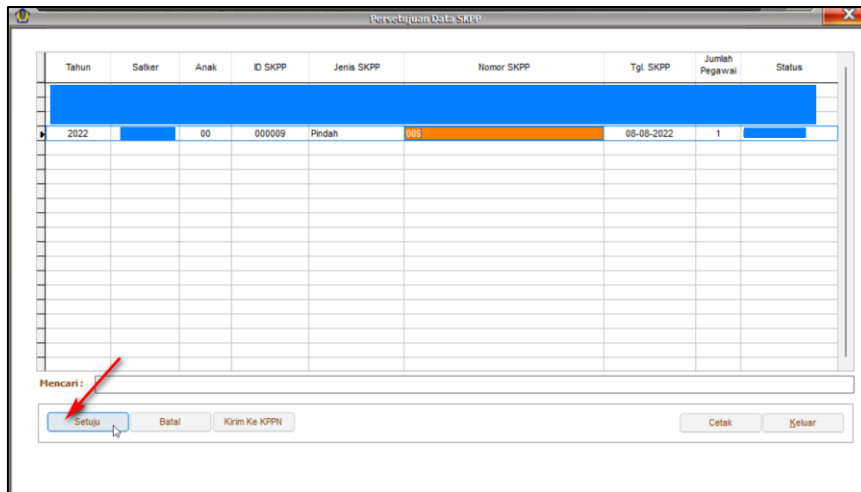 Persetujuan Data SKPP
Tahun Satker Anak ID SKPP Jenis SKPP Nomor SKPP Tgl. SKPP Jumlah Pegawai Status
2022 00 000009 Pindah 08-08-2022 1
Mencari :
Setuju Batal Kirim Ke KPPN Cetak Keluar